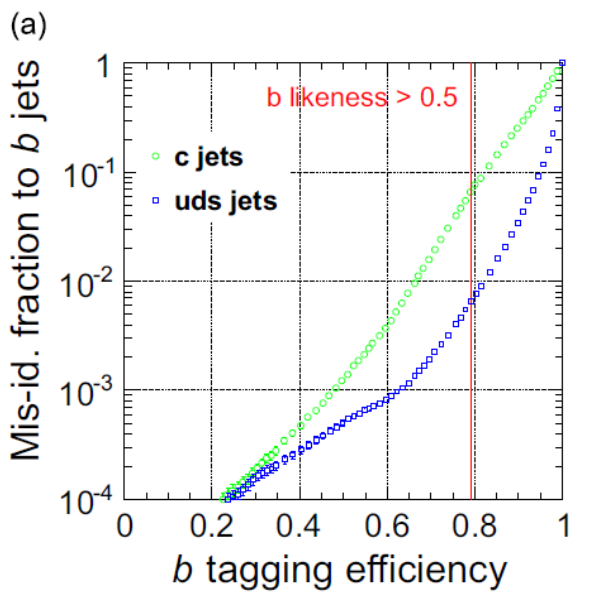 (a)
Mis-id. fraction to b jets
1
10-1
10-2
10-3
10-4
b likeness > 0.5
c jets
uds jets
0 0.2 0.4 0.6 0.8 1
b tagging efficiency